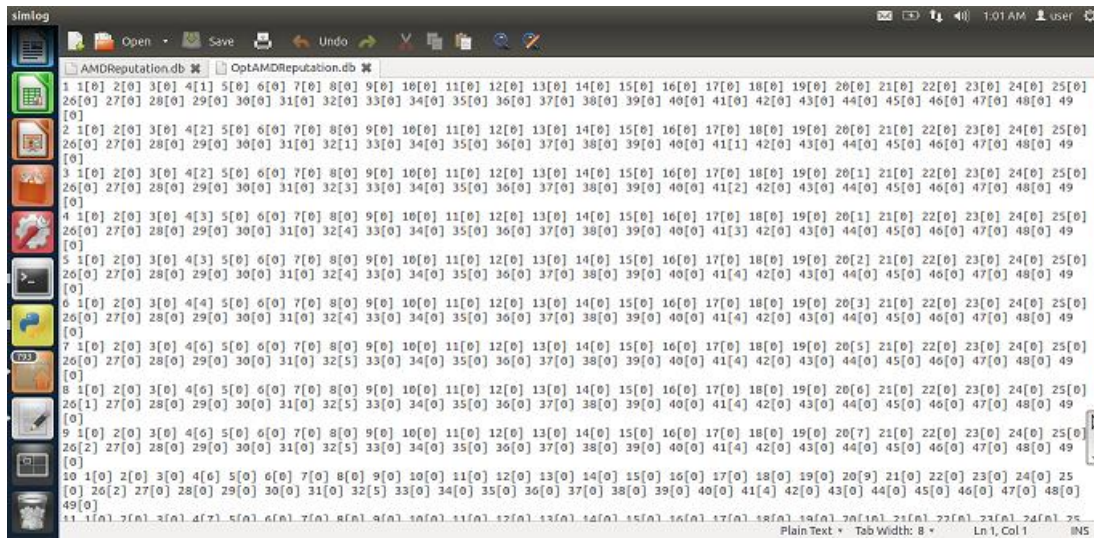 simlog
1:01 AM user
Open Save Undo
AMDReputation.db OptAMDReputation.db
1 1[0] 2[0] 3[0] 4[1] 5[0] 6[0] 7[0] 8[0] 9[0] 10[0] 11[0] 12[0] 13[0] 14[0] 15[0] 16[0] 17[0] 18[0] 19[0] 20[0] 21[0] 22[0] 23[0] 24[0] 25[0]
26[0] 27[0] 28[0] 29[0] 30[0] 31[0] 32[0] 33[0] 34[0] 35[0] 36[0] 37[0] 38[0] 39[0] 40[0] 41[0] 42[0] 43[0] 44[0] 45[0] 46[0] 47[0] 48[0] 49
[0]
2 1[0] 2[0] 3[0] 4[2] 5[0] 6[0] 7[0] 8[0] 9[0] 10[0] 11[0] 12[0] 13[0] 14[0] 15[0] 16[0] 17[0] 18[0] 19[0] 20[0] 21[0] 22[0] 23[0] 24[0] 25[0]
26[0] 27[0] 28[0] 29[0] 30[0] 31[0] 32[1] 33[0] 34[0] 35[0] 36[0] 37[0] 38[0] 39[0] 40[0] 41[1] 42[0] 43[0] 44[0] 45[0] 46[0] 47[0] 48[0] 49
[0]
3 1[0] 2[0] 3[0] 4[2] 5[0] 6[0] 7[0] 8[0] 9[0] 10[0] 11[0] 12[0] 13[0] 14[0] 15[0] 16[0] 17[0] 18[0] 19[0] 20[1] 21[0] 22[0] 23[0] 24[0] 25[0]
26[0] 27[0] 28[0] 29[0] 30[0] 31[0] 32[3] 33[0] 34[0] 35[0] 36[0] 37[0] 38[0] 39[0] 40[0] 41[2] 42[0] 43[0] 44[0] 45[0] 46[0] 47[0] 48[0] 49
[0]
4 1[0] 2[0] 3[0] 4[3] 5[0] 6[0] 7[0] 8[0] 9[0] 10[0] 11[0] 12[0] 13[0] 14[0] 15[0] 16[0] 17[0] 18[0] 19[0] 20[1] 21[0] 22[0] 23[0] 24[0] 25[0]
26[0] 27[0] 28[0] 29[0] 30[0] 31[0] 32[4] 33[0] 34[0] 35[0] 36[0] 37[0] 38[0] 39[0] 40[0] 41[3] 42[0] 43[0] 44[0] 45[0] 46[0] 47[0] 48[0] 49
[0]
5 1[0] 2[0] 3[0] 4[3] 5[0] 6[0] 7[0] 8[0] 9[0] 10[0] 11[0] 12[0] 13[0] 14[0] 15[0] 16[0] 17[0] 18[0] 19[0] 20[2] 21[0] 22[0] 23[0] 24[0] 25[0]
26[0] 27[0] 28[0] 29[0] 30[0] 31[0] 32[4] 33[0] 34[0] 35[0] 36[0] 37[0] 38[0] 39[0] 40[0] 41[4] 42[0] 43[0] 44[0] 45[0] 46[0] 47[0] 48[0] 49
[0]
6 1[0] 2[0] 3[0] 4[4] 5[0] 6[0] 7[0] 8[0] 9[0] 10[0] 11[0] 12[0] 13[0] 14[0] 15[0] 16[0] 17[0] 18[0] 19[0] 20[3] 21[0] 22[0] 23[0] 24[0] 25[0]
26[0] 27[0] 28[0] 29[0] 30[0] 31[0] 32[4] 33[0] 34[0] 35[0] 36[0] 37[0] 38[0] 39[0] 40[0] 41[4] 42[0] 43[0] 44[0] 45[0] 46[0] 47[0] 48[0] 49
[0]
7 1[0] 2[0] 3[0] 4[6] 5[0] 6[0] 7[0] 8[0] 9[0] 10[0] 11[0] 12[0] 13[0] 14[0] 15[0] 16[0] 17[0] 18[0] 19[0] 20[5] 21[0] 22[0] 23[0] 24[0] 25[0]
26[0] 27[0] 28[0] 29[0] 30[0] 31[0] 32[5] 33[0] 34[0] 35[0] 36[0] 37[0] 38[0] 39[0] 40[0] 41[4] 42[0] 43[0] 44[0] 45[0] 46[0] 47[0] 48[0] 49
[0]
8 1[0] 2[0] 3[0] 4[6] 5[0] 6[0] 7[0] 8[0] 9[0] 10[0] 11[0] 12[0] 13[0] 14[0] 15[0] 16[0] 17[0] 18[0] 19[0] 20[6] 21[0] 22[0] 23[0] 24[0] 25[0]
26[1] 27[0] 28[0] 29[0] 30[0] 31[0] 32[5] 33[0] 34[0] 35[0] 36[0] 37[0] 38[0] 39[0] 40[0] 41[4] 42[0] 43[0] 44[0] 45[0] 46[0] 47[0] 48[0] 49
[0]
9 1[0] 2[0] 3[0] 4[6] 5[0] 6[0] 7[0] 8[0] 9[0] 10[0] 11[0] 12[0] 13[0] 14[0] 15[0] 16[0] 17[0] 18[0] 19[0] 20[7] 21[0] 22[0] 23[0] 24[0] 25[0]
26[2] 27[0] 28[0] 29[0] 30[0] 31[0] 32[5] 33[0] 34[0] 35[0] 36[0] 37[0] 38[0] 39[0] 40[0] 41[4] 42[0] 43[0] 44[0] 45[0] 46[0] 47[0] 48[0] 49
[0]
10 1[0] 2[0] 3[0] 4[6] 5[0] 6[0] 7[0] 8[0] 9[0] 10[0] 11[0] 12[0] 13[0] 14[0] 15[0] 16[0] 17[0] 18[0] 19[0] 20[9] 21[0] 22[0] 23[0] 24[0] 25
[0] 26[2] 27[0] 28[0] 29[0] 30[0] 31[0] 32[5] 33[0] 34[0] 35[0] 36[0] 37[0] 38[0] 39[0] 40[0] 41[4] 42[0] 43[0] 44[0] 45[0] 46[0] 47[0] 48[0]
49[0]
11 1[0] 2[0] 3[0] 4[7] 5[0] 6[0] 7[0] 8[0] 9[0] 10[0] 11[0] 12[0] 13[0] 14[0] 15[0] 16[0] 17[0] 18[0] 19[0] 20[10] 21[0] 22[0] 23[0] 24[0] 25
Plain Text Tab Width: 8 Ln 1, Col 1 INS